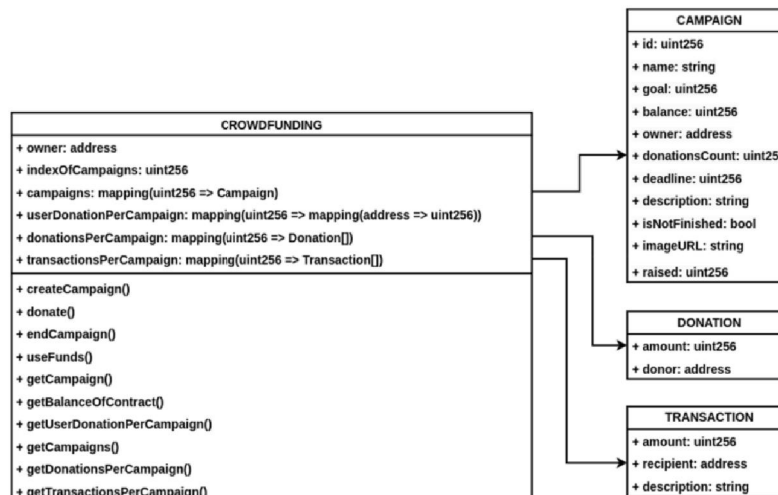 CROWDFUNDING
+ owner: address
+ indexOfCampaigns: uint256
+ campaigns: mapping(uint256 => Campaign)
+ userDonationPerCampaign: mapping(uint256 => mapping(address => uint256))
+ donationsPerCampaign: mapping(uint256 => Donation[])
+ transactionsPerCampaign: mapping(uint256 => Transaction[])
+ createCampaign()
+ donate()
+ endCampaign()
+ useFunds()
+ getCampaign()
+ getBalanceOfContract()
+ getUserDonationPerCampaign()
+ getCampaigns()
+ getDonationsPerCampaign()
+ getTransactionsPerCampaign()
CAMPAIGN
+ id: uint256
+ name: string
+ goal: uint256
+ balance: uint256
+ owner: address
+ donationsCount: uint25
+ deadline: uint256
+ description: string
+ isNotFinished: bool
+ imageURL: string
+ raised: uint256
DONATION
+ amount: uint256
+ donor: address
TRANSACTION
+ amount: uint256
+ recipient: address
+ description: string